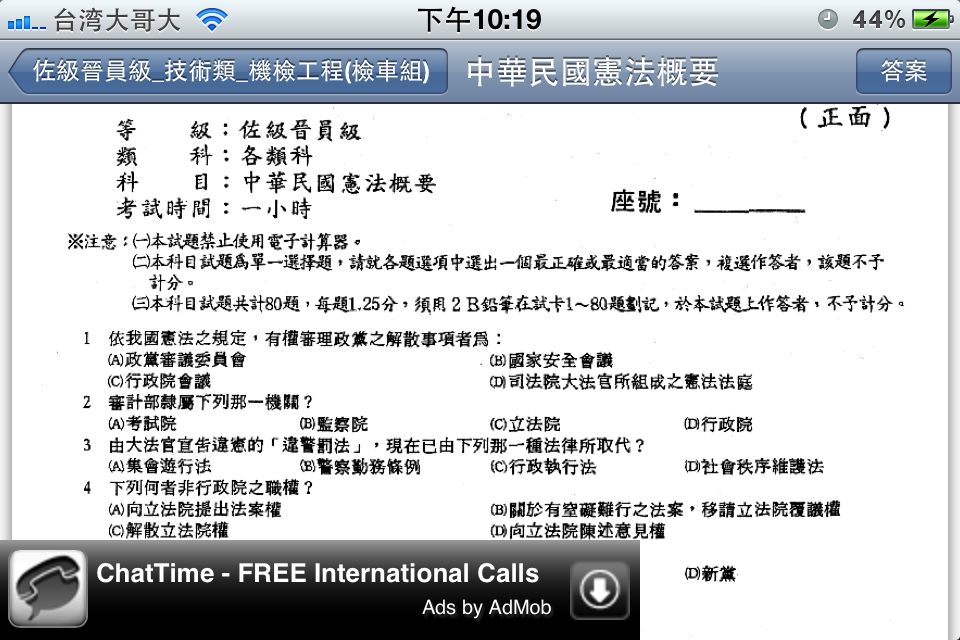 台湾大哥大 下午10:19 44%
佐級晉員級_技術類_機檢工程(檢車組) 中華民國憲法概要 答案
(正面)
等 級：佐級晉員級
類 科：各類科
科 目：中華民國憲法概要
考試時間：一小時
座號：
※注意：㈠本試題禁止使用電子計算器。
㈡本科目試題為單一選擇題，請就各題選項中選出一個最正確或最適當的答案，複選作答者，該題不予
計分。
㈢本科目試題共計80題，每題1.25分，須用２Ｂ鉛筆在試卡1～80題劃記，於本試題上作答者，不予計分。
1 依我國憲法之規定，有權審理政黨之解散事項者為：
(A)政黨審議委員會 (B)國家安全會議
(C)行政院會議 (D)司法院大法官所組成之憲法法庭
2 審計部隸屬下列那一機關？
(A)考試院 (B)監察院 (C)立法院 (D)行政院
3 由大法官宣告違憲的「違警罰法」，現在已由下列那一種法律所取代？
(A)集會遊行法 (B)警察勤務條例 (C)行政執行法 (D)社會秩序維護法
4 下列何者非行政院之職權？
(A)向立法院提出法案權 (B)關於有窒礙難行之法案，移請立法院覆議權
(C)解散立法院權 (D)向立法院陳述意見權
(D)新黨
ChatTime - FREE International Calls
Ads by AdMob